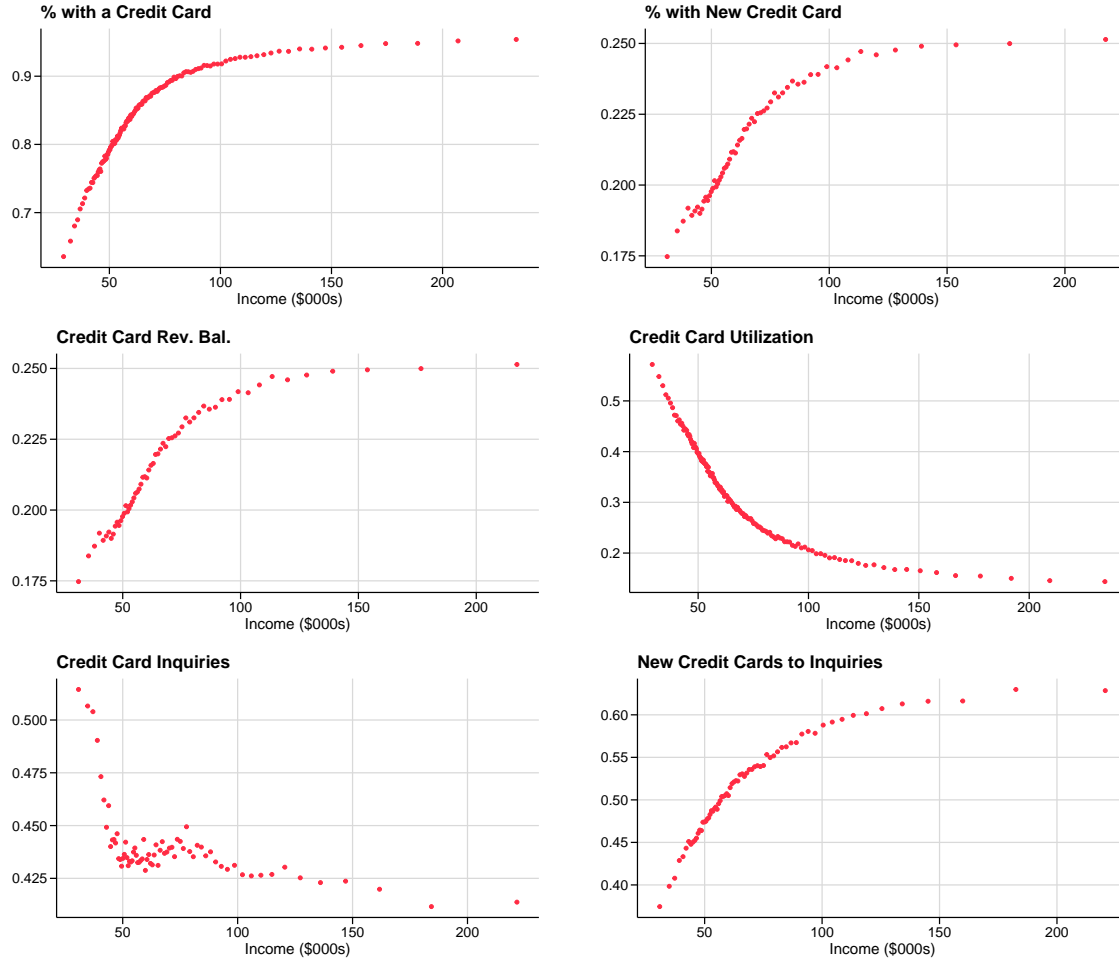 % with a Credit Card
0.9
0.8
0.7
50 100 150 200
Income ($000s)
% with New Credit Card
0.250
0.225
0.200
0.175
50 100 150 200
Income ($000s)
Credit Card Rev. Bal.
0.250
0.225
0.200
0.175
50 100 150 200
Income ($000s)
Credit Card Utilization
0.5
0.4
0.3
0.2
50 100 150 200
Income ($000s)
Credit Card Inquiries
0.500
0.475
0.450
0.425
50 100 150 200
Income ($000s)
New Credit Cards to Inquiries
0.60
0.55
0.50
0.45
0.40
50 100 150 200
Income ($000s)